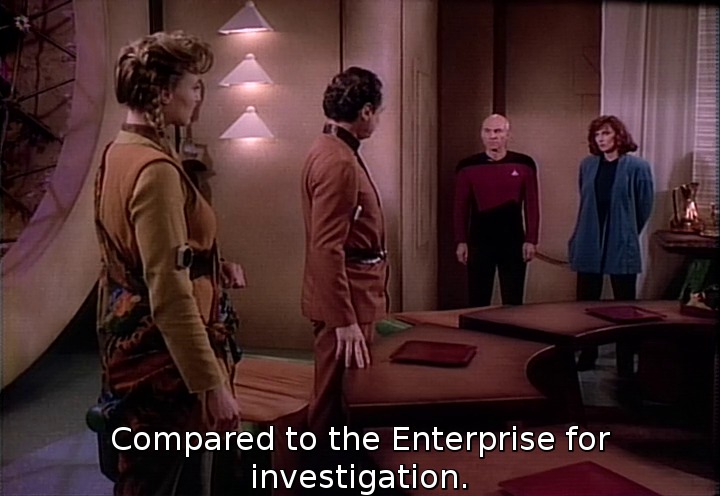 Compared to the Enterprise for
investigation.